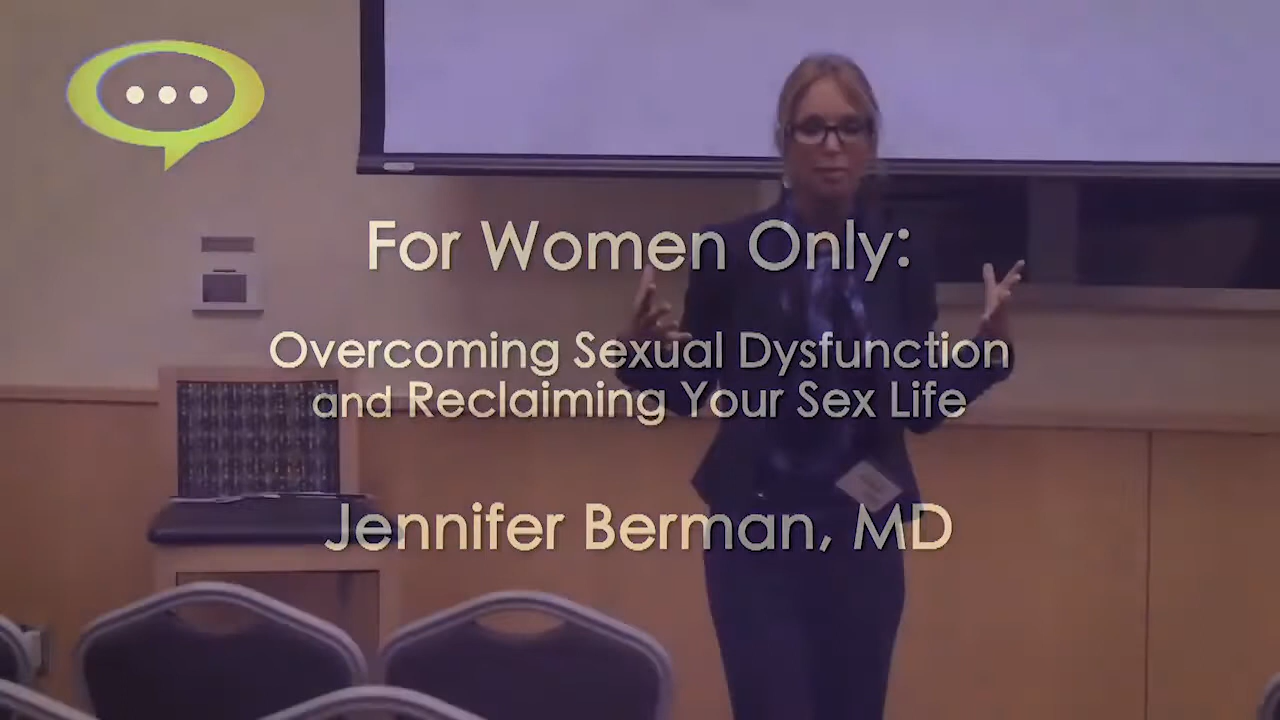 For Women Only:
Overcoming Sexual Dysfunction
and Reclaiming Your Sex Life
Jennifer Berman, MD